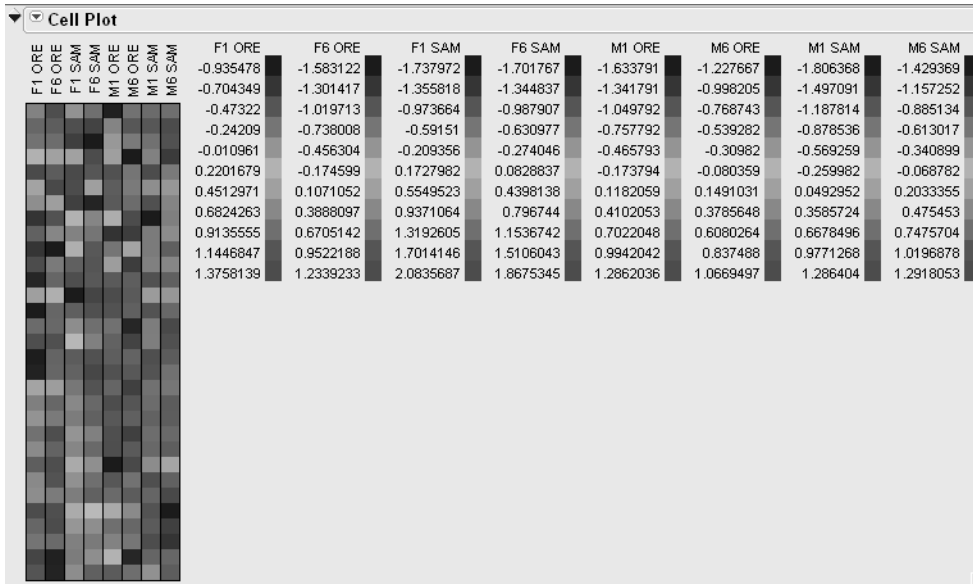 Cell Plot
F1 ORE F6 ORE F1 SAM F6 SAM M1 ORE M6 ORE M1 SAM M6 SAM
F1 ORE F6 ORE F1 SAM F6 SAM M1 ORE M6 ORE M1 SAM M6 SAM
-0.935478 -1.583122 -1.737972 -1.701767 -1.633791 -1.227667 -1.806368 -1.429369
-0.704349 -1.301417 -1.355818 -1.344837 -1.341791 -0.998205 -1.497091 -1.157252
-0.47322 -1.019713 -0.973664 -0.987907 -1.049792 -0.768743 -1.187814 -0.885134
-0.24209 -0.738008 -0.59151 -0.630977 -0.757792 -0.539282 -0.878536 -0.613017
-0.010961 -0.456304 -0.209356 -0.274046 -0.465793 -0.30982 -0.569259 -0.340899
0.2201679 -0.174599 0.1727982 0.0828837 -0.173794 -0.080359 -0.259982 -0.068782
0.4512971 0.1071052 0.5549523 0.4398138 0.1182059 0.1491031 0.0492952 0.2033355
0.6824263 0.3888097 0.9371064 0.796744 0.4102053 0.3785648 0.3585724 0.475453
0.9135555 0.6705142 1.3192605 1.1536742 0.7022048 0.6080264 0.6678496 0.7475704
1.1446847 0.9522188 1.7014146 1.5106043 0.9942042 0.837488 0.9771268 1.0196878
1.3758139 1.2339233 2.0835687 1.8675345 1.2862036 1.0669497 1.286404 1.2918053